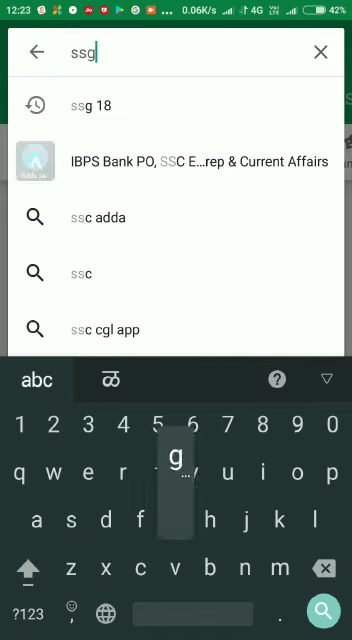 12:23 0.06K/s 4G 42%
ssg
ssg 18
IBPS Bank PO, SSC E...rep & Current Affairs
ssc adda
ssc
ssc cgl app
abc ळ ?
1 2 3 4 5 6 7 8 9 0
q w e r y u i o p
g
...
a s d f h j k l
z x c v b n m
?123 , .